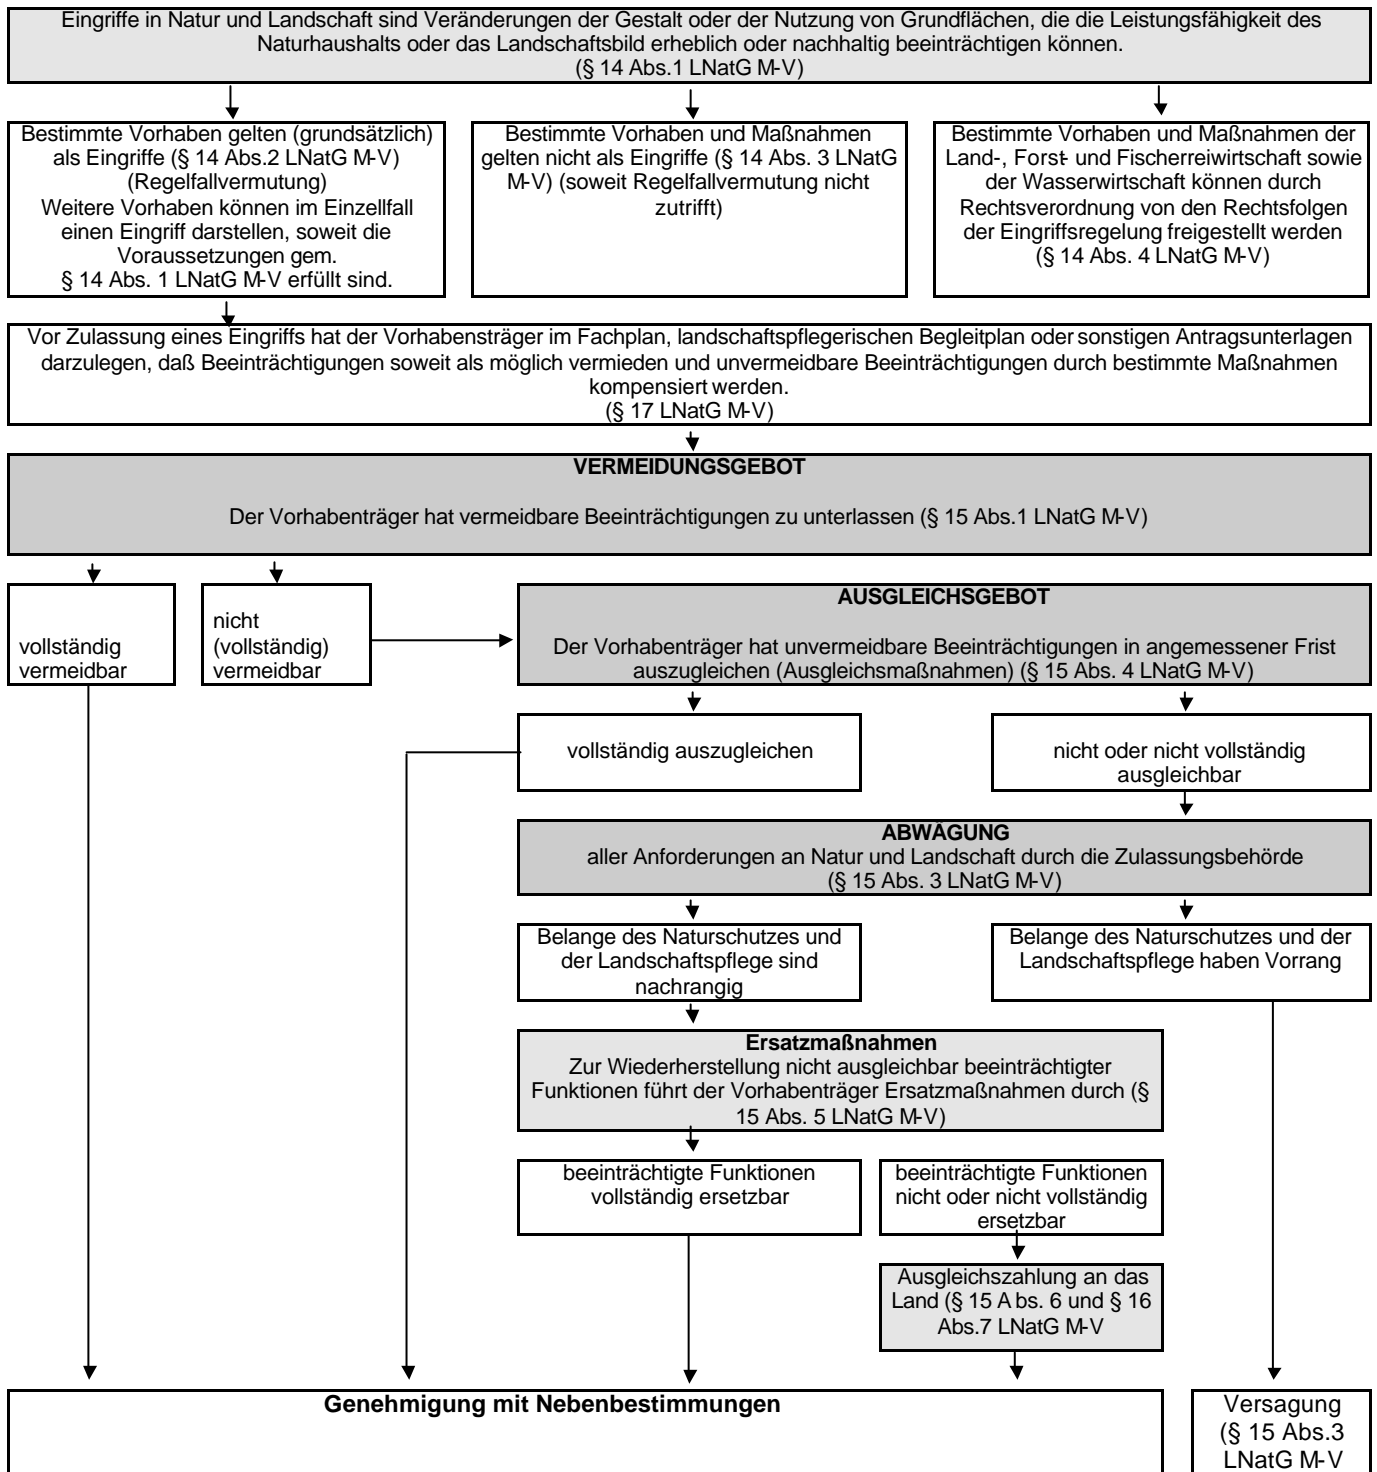 Eingriffe in Natur und Landschaft sind Veränderungen der Gestalt oder der Nutzung von Grundflächen, die die Leistungsfähigkeit des
Naturhaushalts oder das Landschaftsbild erheblich oder nachhaltig beeinträchtigen können.
(§ 14 Abs.1 LNatG M-V)
Bestimmte Vorhaben gelten (grundsätzlich)
als Eingriffe (§ 14 Abs.2 LNatG M-V)
(Regelfallvermutung)
Weitere Vorhaben können im Einzellfall
einen Eingriff darstellen, soweit die
Voraussetzungen gem.
§ 14 Abs. 1 LNatG M-V erfüllt sind.
Bestimmte Vorhaben und Maßnahmen
gelten nicht als Eingriffe (§ 14 Abs. 3 LNatG
M-V) (soweit Regelfallvermutung nicht
zutrifft)
Bestimmte Vorhaben und Maßnahmen der
Land-, Forst- und Fischerreiwirtschaft sowie
der Wasserwirtschaft können durch
Rechtsverordnung von den Rechtsfolgen
der Eingriffsregelung freigestellt werden
(§ 14 Abs. 4 LNatG M-V)
Vor Zulassung eines Eingriffs hat der Vorhabensträger im Fachplan, landschaftspflegerischen Begleitplan oder sonstigen Antragsunterlagen
darzulegen, daß Beeinträchtigungen soweit als möglich vermieden und unvermeidbare Beeinträchtigungen durch bestimmte Maßnahmen
kompensiert werden.
(§ 17 LNatG M-V)
VERMEIDUNGSGEBOT
Der Vorhabenträger hat vermeidbare Beeinträchtigungen zu unterlassen (§ 15 Abs.1 LNatG M-V)
vollständig
vermeidbar
nicht
(vollständig)
vermeidbar
AUSGLEICHSGEBOT
Der Vorhabenträger hat unvermeidbare Beeinträchtigungen in angemessener Frist
auszugleichen (Ausgleichsmaßnahmen) (§ 15 Abs. 4 LNatG M-V)
vollständig auszugleichen
nicht oder nicht vollständig
ausgleichbar
ABWÄGUNG
aller Anforderungen an Natur und Landschaft durch die Zulassungsbehörde
(§ 15 Abs. 3 LNatG M-V)
Belange des Naturschutzes und
der Landschaftspflege sind
nachrangig
Belange des Naturschutzes und der
Landschaftspflege haben Vorrang
Ersatzmaßnahmen
Zur Wiederherstellung nicht ausgleichbar beeinträchtigter
Funktionen führt der Vorhabenträger Ersatzmaßnahmen durch (§
15 Abs. 5 LNatG M-V)
beeinträchtigte Funktionen
vollständig ersetzbar
beeinträchtigte Funktionen
nicht oder nicht vollständig
ersetzbar
Ausgleichszahlung an das
Land (§ 15 A bs. 6 und § 16
Abs.7 LNatG M-V
Genehmigung mit Nebenbestimmungen
Versagung
(§ 15 Abs.3
LNatG M-V